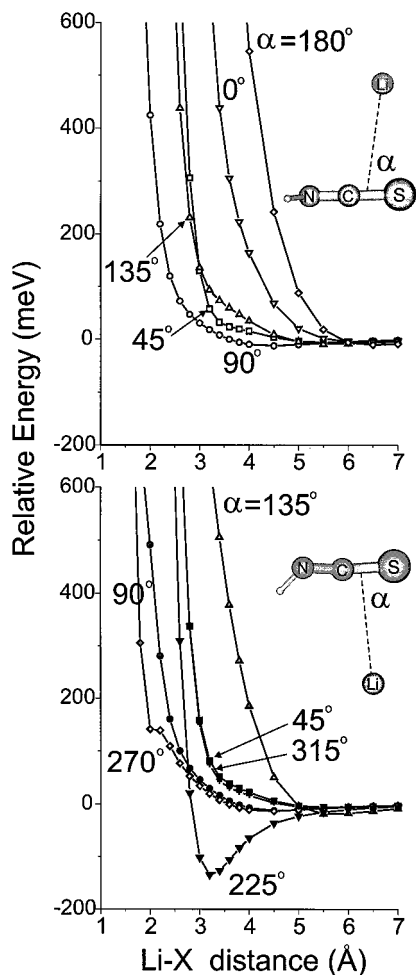 Relative Energy (meV)
600
400
200
0
-200
1 2 3 4 5 6 7
α=180°
0°
135°
45°
90°
Li
α
N C S
600
400
200
0
-200
1 2 3 4 5 6 7
α=135°
90°
270°
45°
315°
225°
N C S
α
Li
Li-X distance (Å)